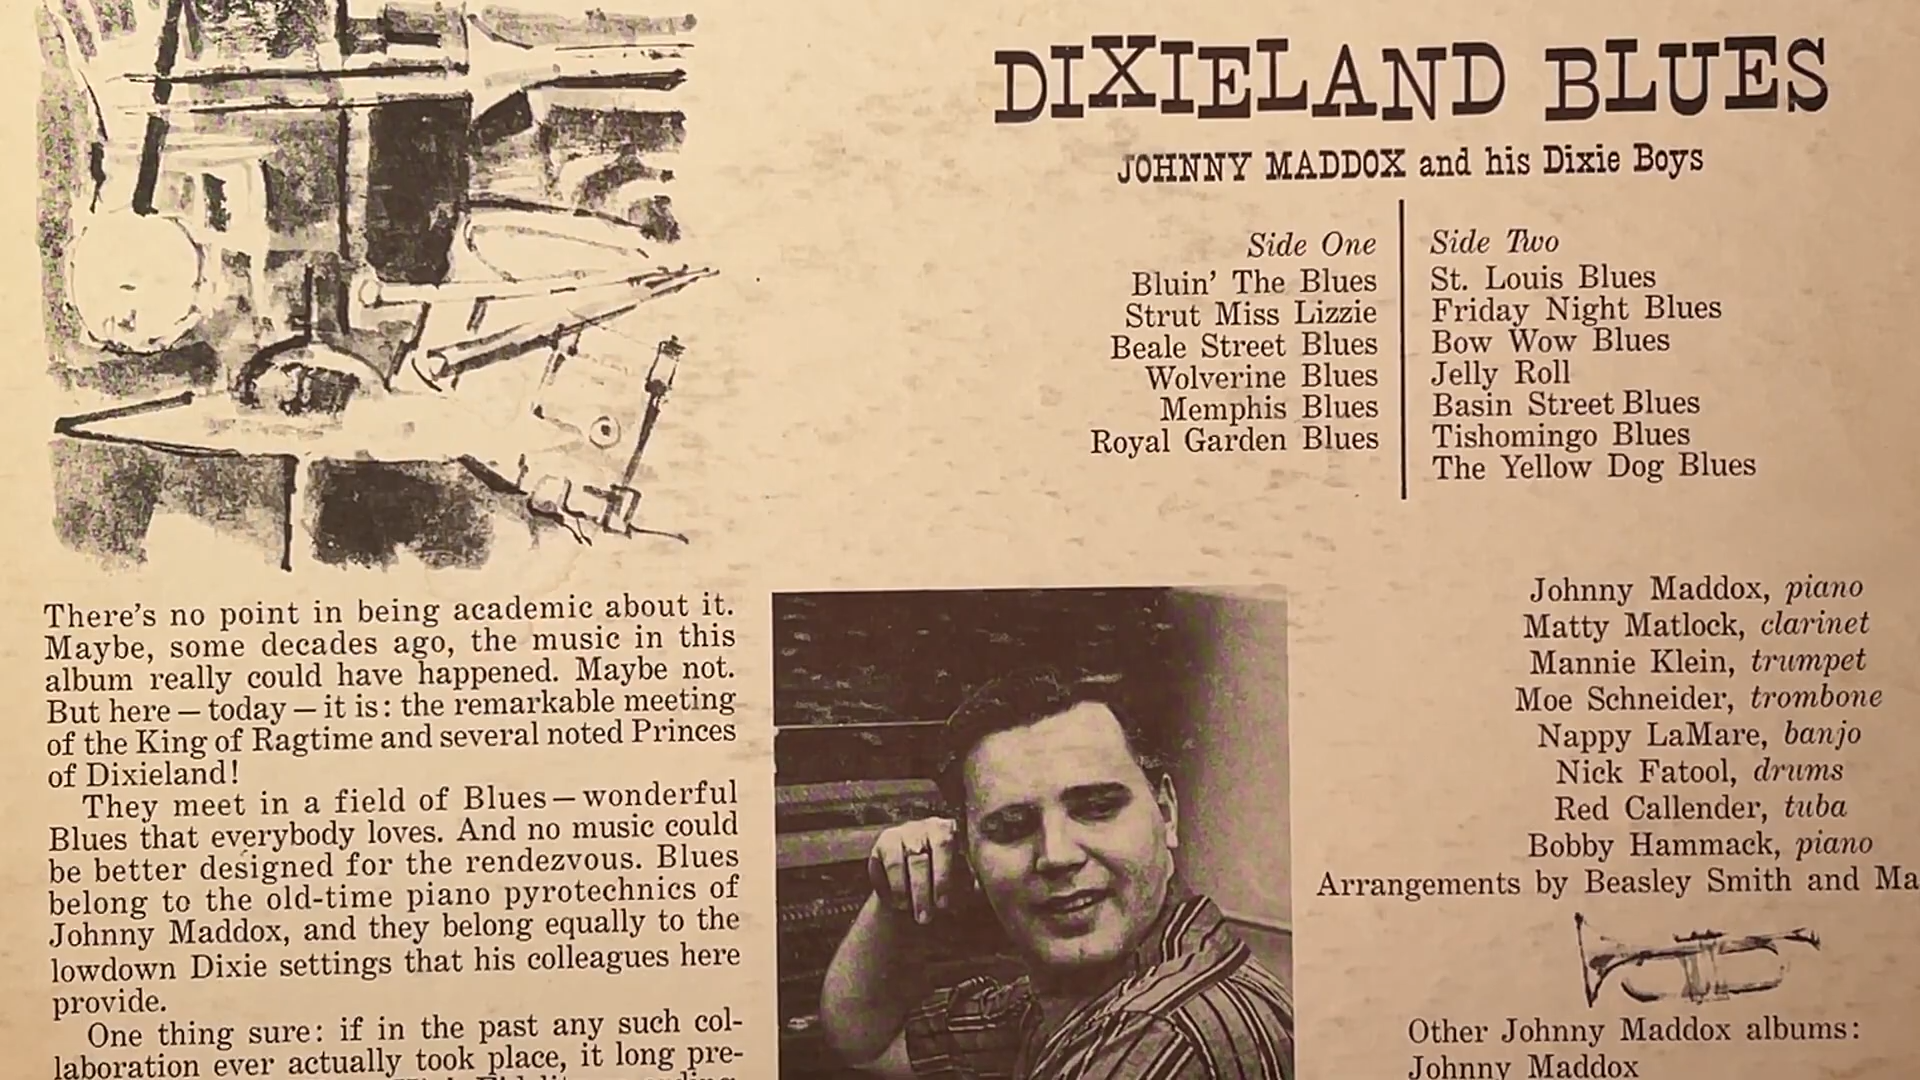 DIXIELAND BLUES
JOHNNY MADDOX and his Dixie Boys
Side One
Bluin' The Blues
Strut Miss Lizzie
Beale Street Blues
Wolverine Blues
Memphis Blues
Royal Garden Blues
Side Two
St. Louis Blues
Friday Night Blues
Bow Wow Blues
Jelly Roll
Basin Street Blues
Tishomingo Blues
The Yellow Dog Blues
There's no point in being academic about it.
Maybe, some decades ago, the music in this
album really could have happened. Maybe not.
But here — today — it is: the remarkable meeting
of the King of Ragtime and several noted Princes
of Dixieland!
They meet in a field of Blues — wonderful
Blues that everybody loves. And no music could
be better designed for the rendezvous. Blues
belong to the old-time piano pyrotechnics of
Johnny Maddox, and they belong equally to the
lowdown Dixie settings that his colleagues here
provide.
One thing sure: if in the past any such col-
laboration ever actually took place, it long pre-
Johnny Maddox, piano
Matty Matlock, clarinet
Mannie Klein, trumpet
Moe Schneider, trombone
Nappy LaMare, banjo
Nick Fatool, drums
Red Callender, tuba
Bobby Hammack, piano
Arrangements by Beasley Smith and Ma
Other Johnny Maddox albums:
Johnny Maddox